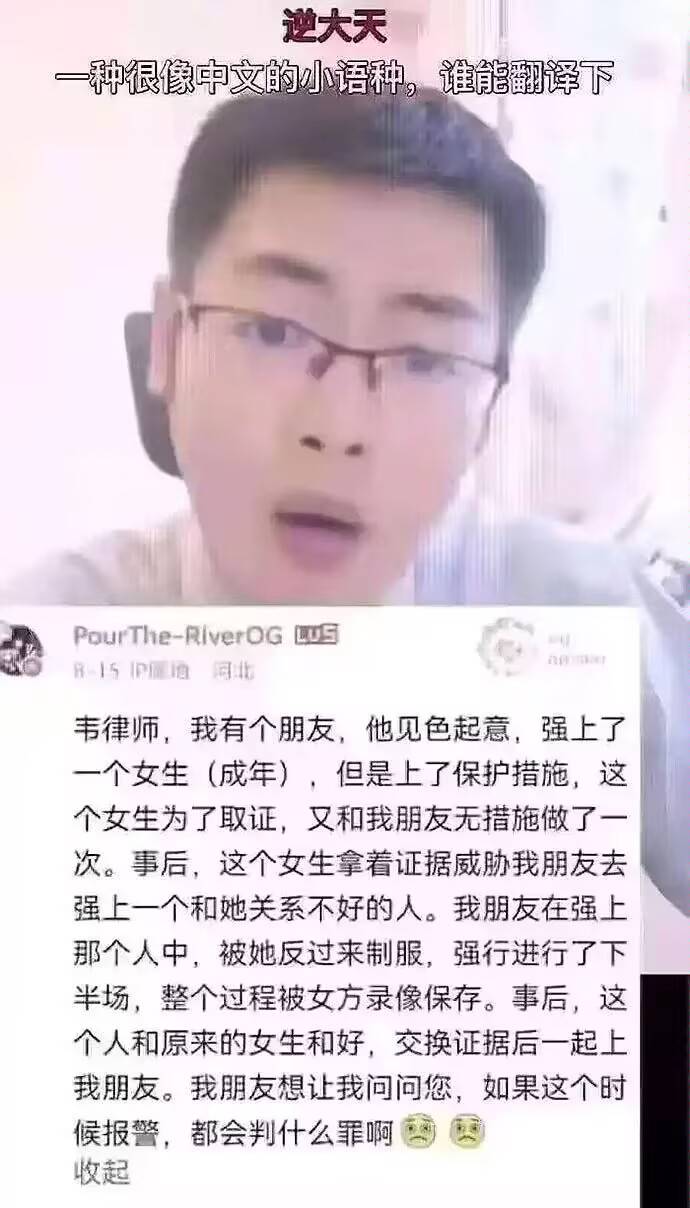 逆大天
一种很像中文的小语种，谁能翻译下
PourThe-RiverOG LV5
8-15 IP属地 河北
韦律师，我有个朋友，他见色起意，强上了
一个女生（成年），但是上了保护措施，这
个女生为了取证，又和我朋友无措施做了一
次。事后，这个女生拿着证据威胁我朋友去
强上一个和她关系不好的人。我朋友在强上
那个人中，被她反过来制服，强行进行了下
半场，整个过程被女方录像保存。事后，这
个人和原来的女生和好，交换证据后一起上
我朋友。我朋友想让我问问您，如果这个时
候报警，都会判什么罪啊
收起